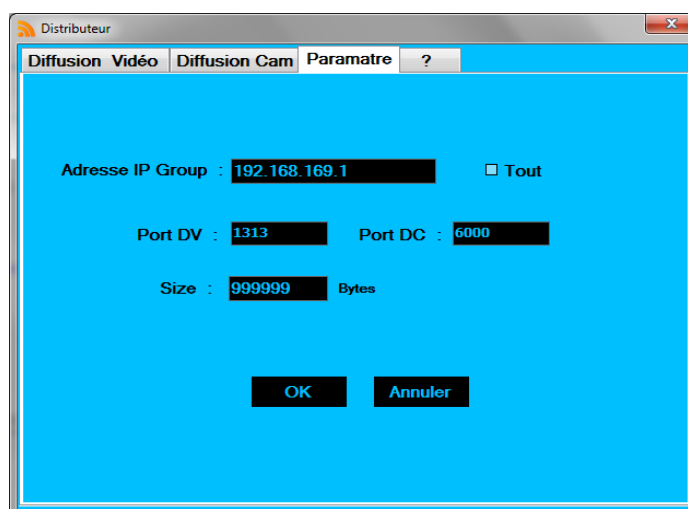 Distributeur
Diffusion Vidéo Diffusion Cam Paramatre ?
Adresse IP Group : 192.168.169.1 Tout
Port DV : 1313 Port DC : 6000
Size : 999999 Bytes
OK Annuler